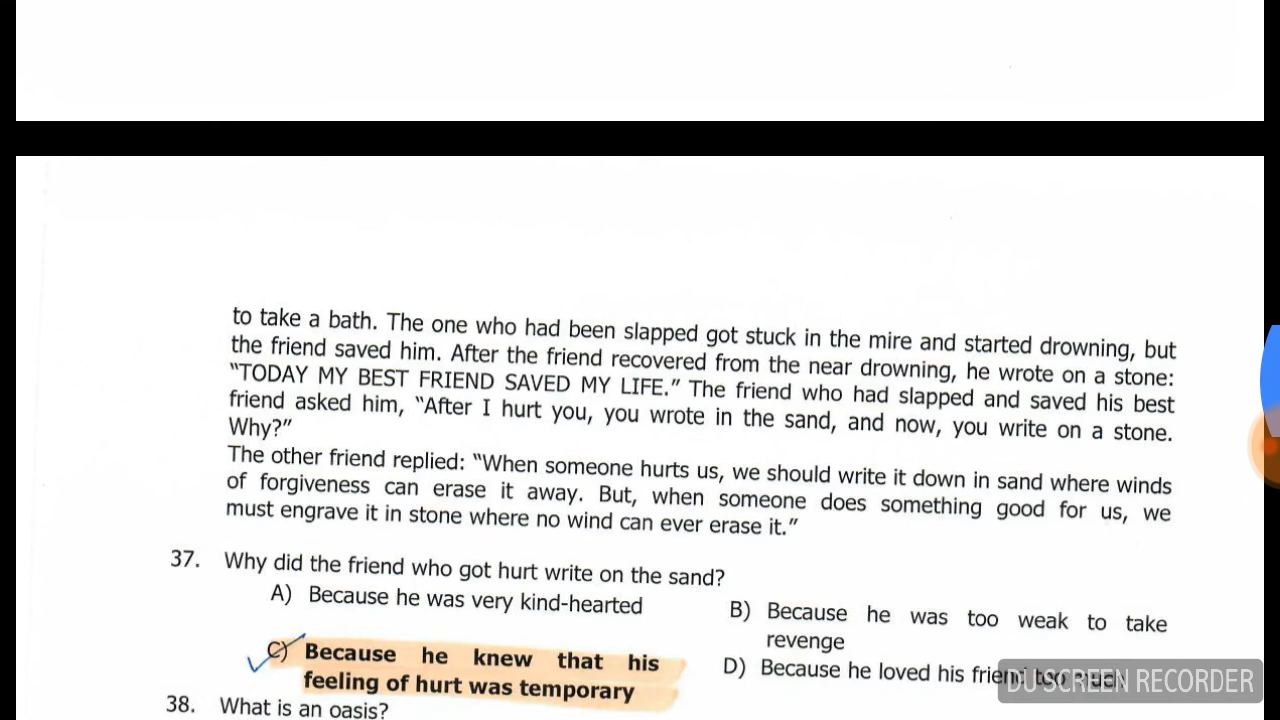 to take a bath. The one who had been slapped got stuck in the mire and started drowning, but
the friend saved him. After the friend recovered from the near drowning, he wrote on a stone:
“TODAY MY BEST FRIEND SAVED MY LIFE.” The friend who had slapped and saved his best
friend asked him, “After I hurt you, you wrote in the sand, and now, you write on a stone.
Why?”
The other friend replied: “When someone hurts us, we should write it down in sand where winds
of forgiveness can erase it away. But, when someone does something good for us, we
must engrave it in stone where no wind can ever erase it.”
37. Why did the friend who got hurt write on the sand?
A) Because he was very kind-hearted
B) Because he was too weak to take
revenge
C) Because he knew that his
feeling of hurt was temporary
D) Because he loved his friend too much
38. What is an oasis?
DU SCREEN RECORDER